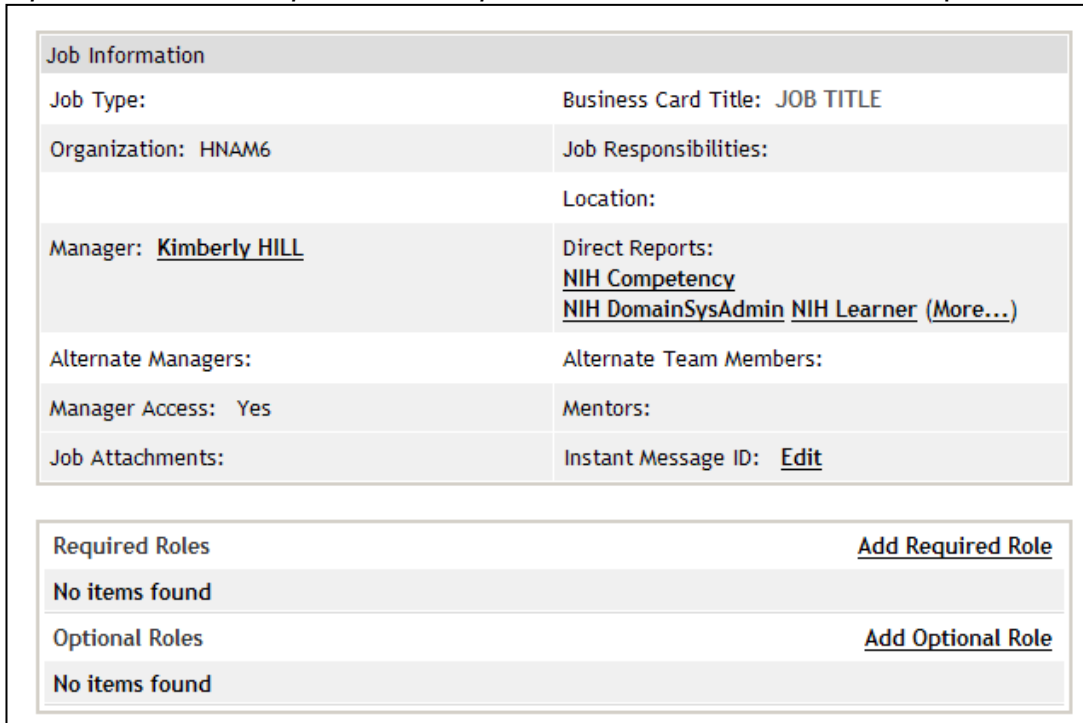 Job Information
Job Type:
Business Card Title: JOB TITLE
Organization: HNAM6
Job Responsibilities:
Location:
Manager: Kimberly HILL
Direct Reports:
NIH Competency
NIH DomainSysAdmin NIH Learner (More...)
Alternate Managers:
Alternate Team Members:
Manager Access: Yes
Mentors:
Job Attachments:
Instant Message ID: Edit
Required Roles
Add Required Role
No items found
Optional Roles
Add Optional Role
No items found